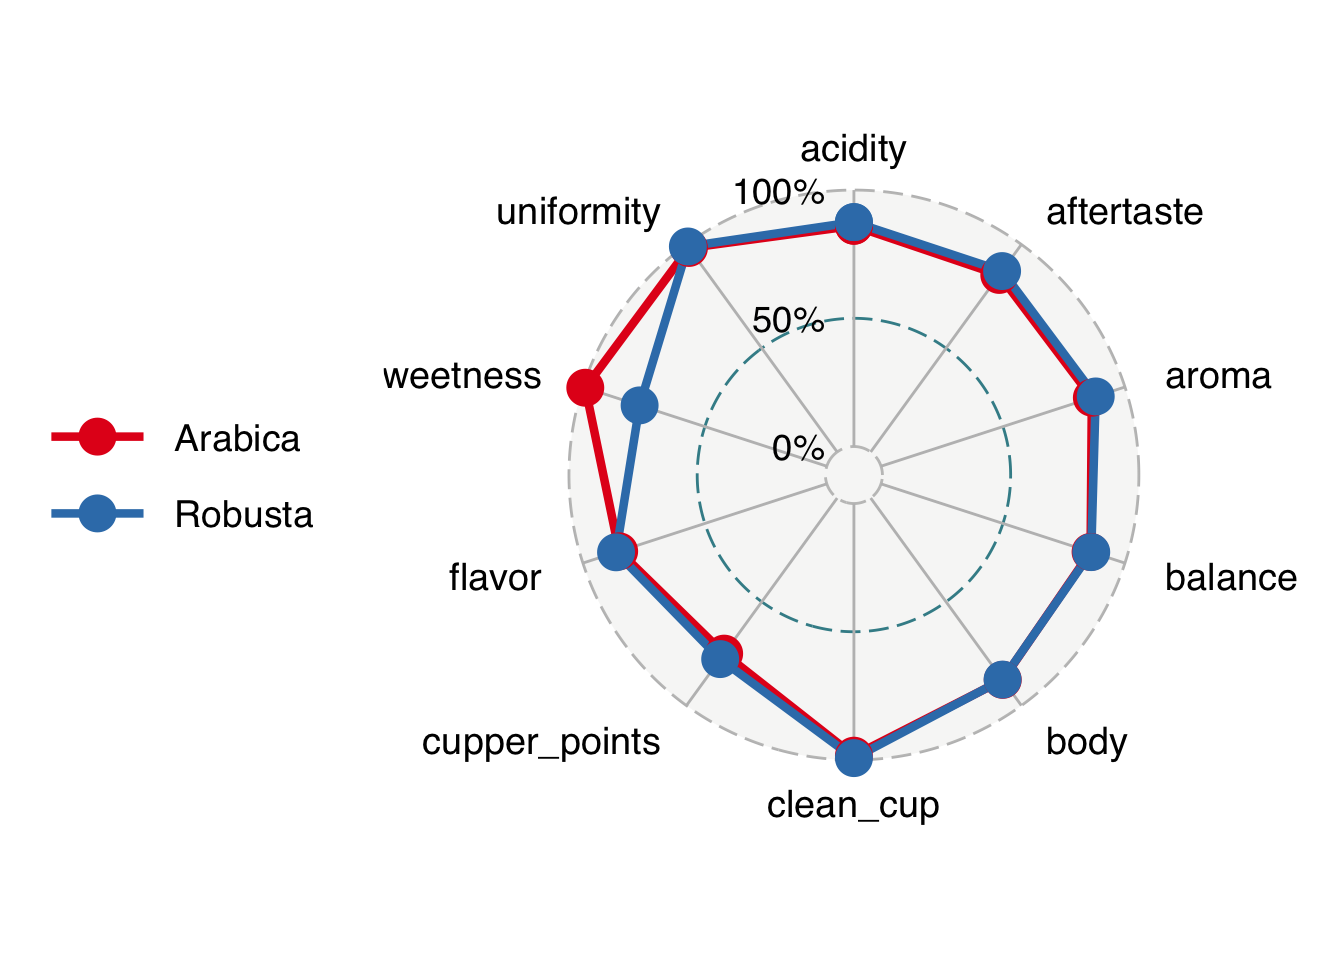 acidity
100%
uniformity
aftertaste
50%
weetness
aroma
0%
Arabica
Robusta
flavor
balance
cupper_points
body
clean_cup